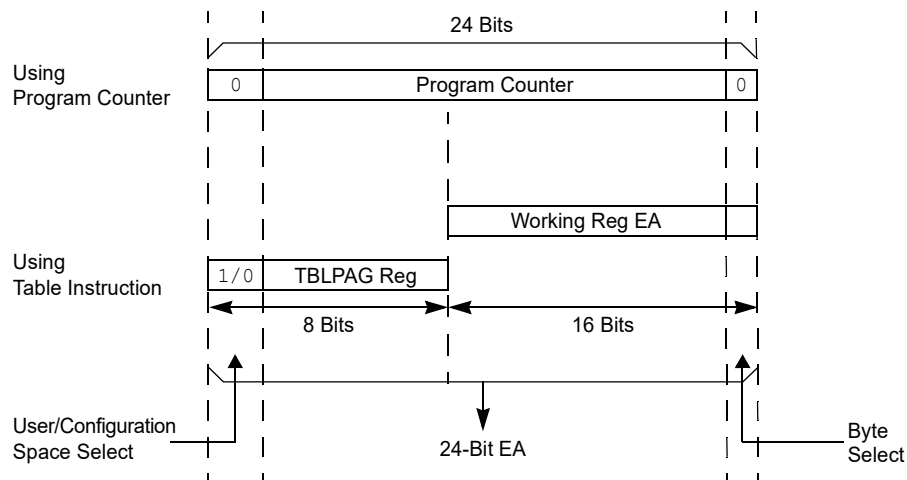 24 Bits
Using
Program Counter
0
Program Counter
0
Working Reg EA
Using
Table Instruction
1/0
TBLPAG Reg
8 Bits
16 Bits
User/Configuration
Space Select
24-Bit EA
Byte
Select